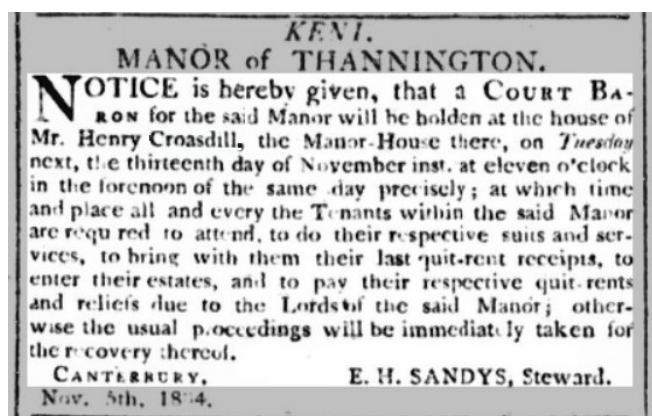 KENT.
MANOR of THANNINGTON.
NOTICE is hereby given, that a COURT BA-
RON for the said Manor will be holden at the house of
Mr. Henry Croasdill, the Manor-House there, on Tuesday
next, the thirteenth day of November inst. at eleven o'clock
in the forenoon of the same day precisely; at which time
and place all and every the Tenants within the said Manor
are required to attend, to do their respective suits and ser-
vices, to bring with them their last quit-rent receipts, to
enter their estates, and to pay their respective quit-rents
and reliefs due to the Lords of the said Manor; other-
wise the usual proceedings will be immediately taken for
the recovery thereof.
CANTERBURY, E. H. SANDYS, Steward.
Nov. 5th, 18